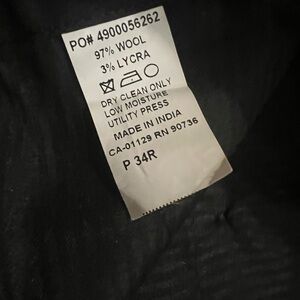 PO# 4900056262
97% WOOL
3% LYCRA
DRY CLEAN ONLY
LOW MOISTURE
UTILITY PRESS
MADE IN INDIA
CA-01129 RN 90736
P 34R